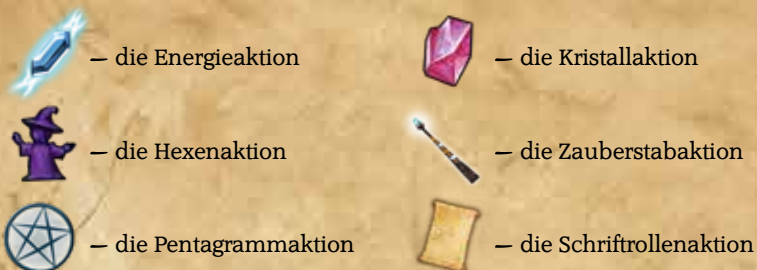 – die Energieaktion
– die Kristallaktion
– die Hexenaktion
– die Zauberstabaktion
– die Pentagrammaktion
– die Schriftrollenaktion